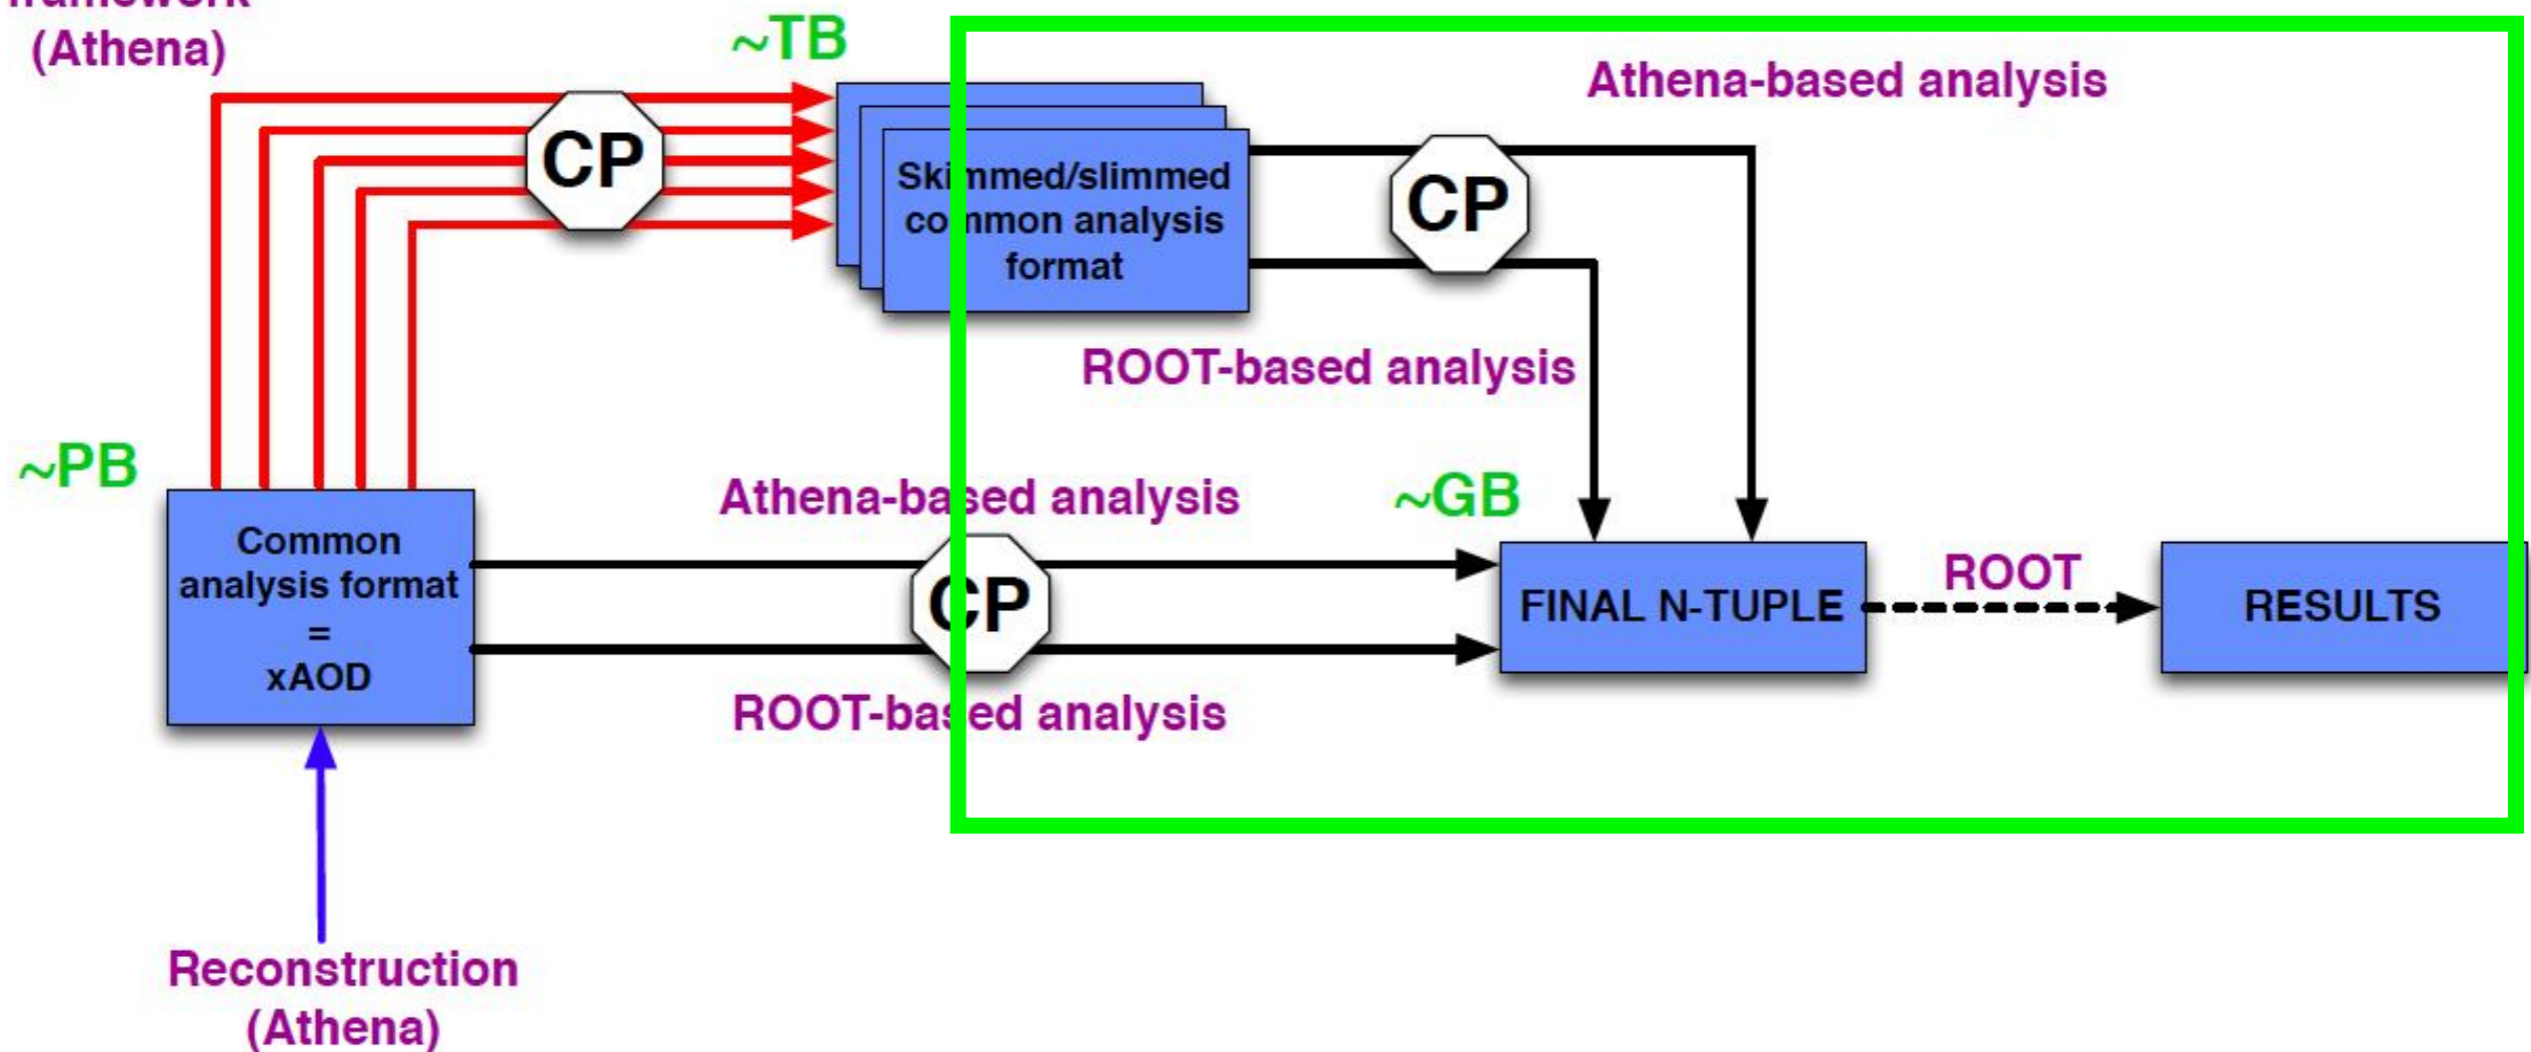 framework
(Athena)
~TB
Athena-based analysis
CP
Skimmed/slimmed
common analysis
format
CP
ROOT-based analysis
~PB
Athena-based analysis
~GB
Common
analysis format
=
xAOD
CP
FINAL N-TUPLE
ROOT
RESULTS
ROOT-based analysis
Reconstruction
(Athena)